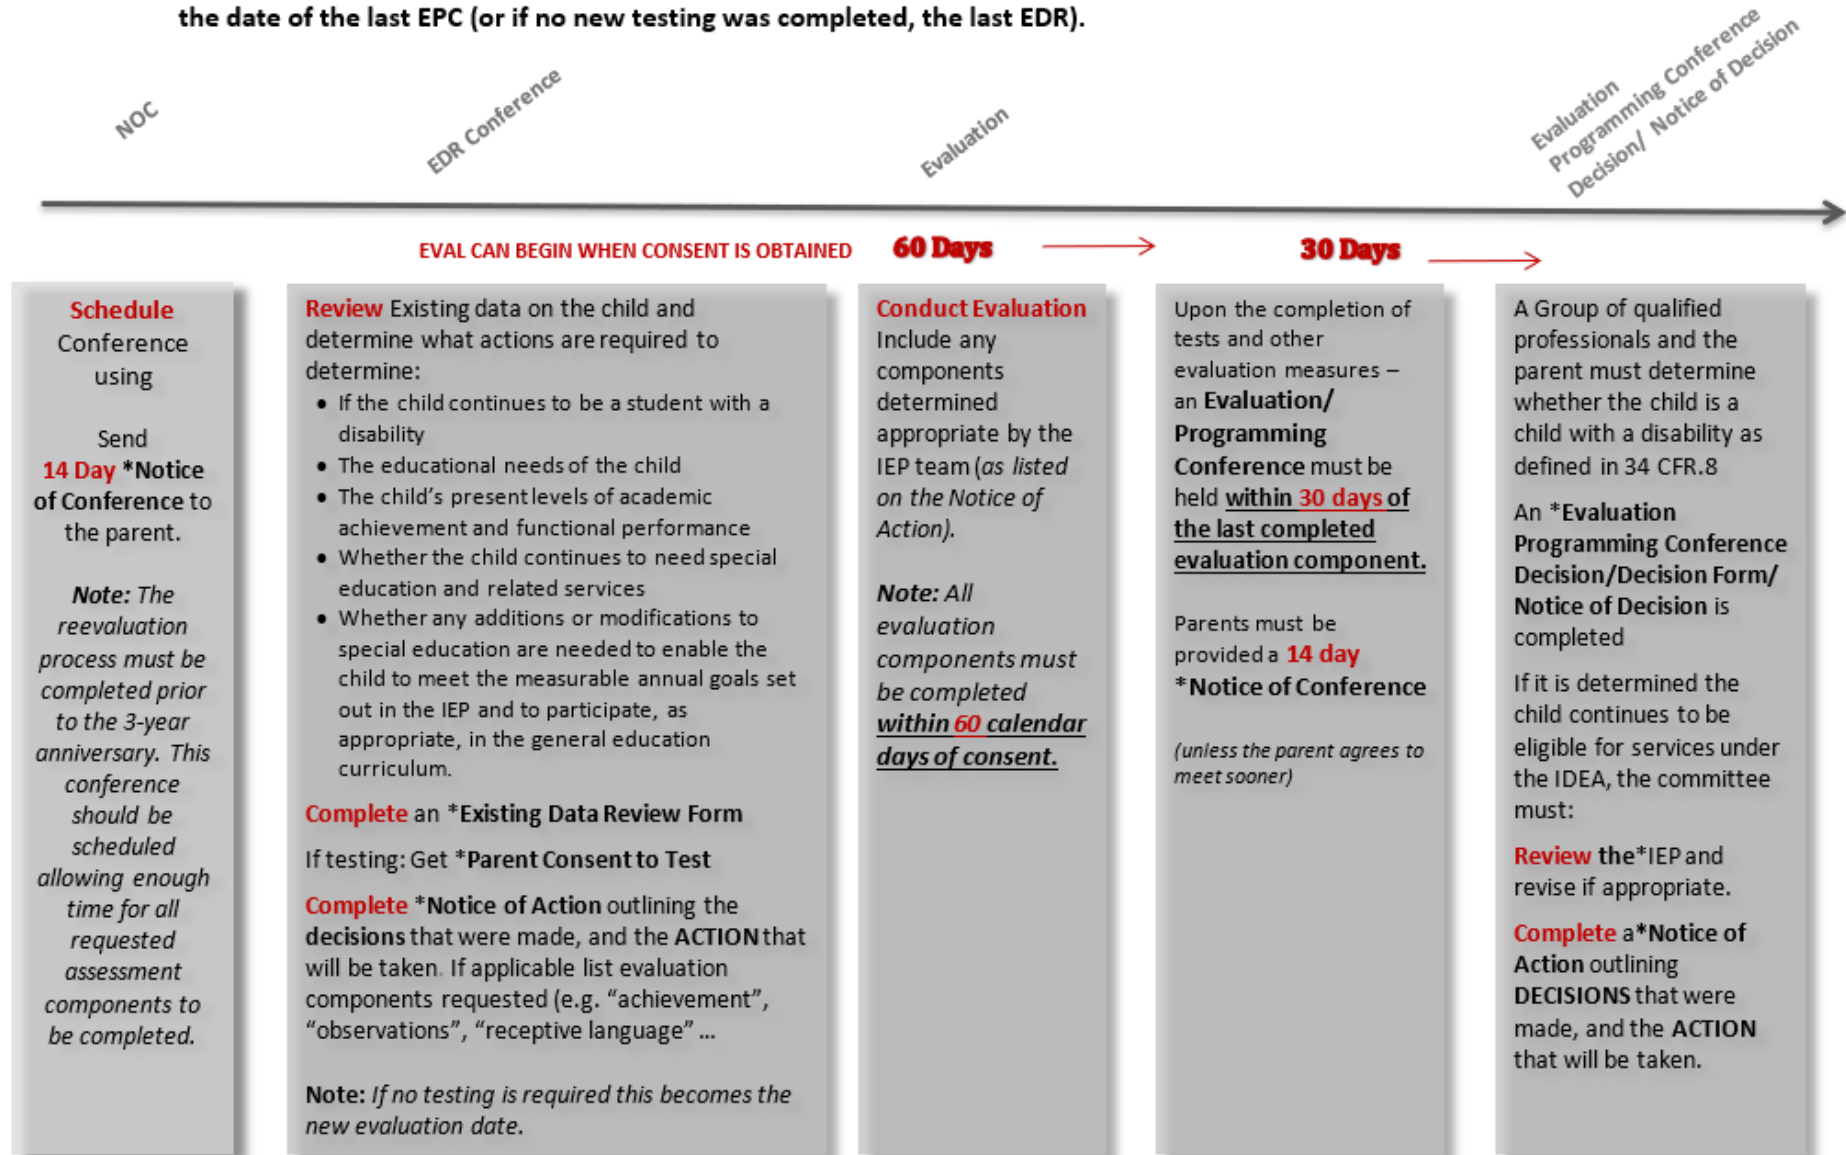 the date of the last EPC (or if no new testing was completed, the last EDR).
NOC
EDR Conference
Evaluation
Evaluation
Programming Conference
Decision/ Notice of Decision
EVAL CAN BEGIN WHEN CONSENT IS OBTAINED
60 Days
30 Days
Schedule
Conference
using
Send
14 Day *Notice
of Conference to
the parent.
Note: The
reevaluation
process must be
completed prior
to the 3-year
anniversary. This
conference
should be
scheduled
allowing enough
time for all
requested
assessment
components to
be completed.
Review Existing data on the child and
determine what actions are required to
determine:
• If the child continues to be a student with a
disability
• The educational needs of the child
• The child's present levels of academic
achievement and functional performance
• Whether the child continues to need special
education and related services
• Whether any additions or modifications to
special education are needed to enable the
child to meet the measurable annual goals set
out in the IEP and to participate, as
appropriate, in the general education
curriculum.
Complete an *Existing Data Review Form
If testing: Get *Parent Consent to Test
Complete *Notice of Action outlining the
decisions that were made, and the ACTION that
will be taken. If applicable list evaluation
components requested (e.g. “achievement”,
“observations”, “receptive language” …
Note: If no testing is required this becomes the
new evaluation date.
Conduct Evaluation
Include any
components
determined
appropriate by the
IEP team (as listed
on the Notice of
Action).
Note: All
evaluation
components must
be completed
within 60 calendar
days of consent.
Upon the completion of
tests and other
evaluation measures –
an Evaluation/
Programming
Conference must be
held within 30 days of
the last completed
evaluation component.
Parents must be
provided a 14 day
*Notice of Conference
(unless the parent agrees to
meet sooner)
A Group of qualified
professionals and the
parent must determine
whether the child is a
child with a disability as
defined in 34 CFR.8
An *Evaluation
Programming Conference
Decision/Decision Form/
Notice of Decision is
completed
If it is determined the
child continues to be
eligible for services under
the IDEA, the committee
must:
Review the*IEP and
revise if appropriate.
Complete a*Notice of
Action outlining
DECISIONS that were
made, and the ACTION
that will be taken.